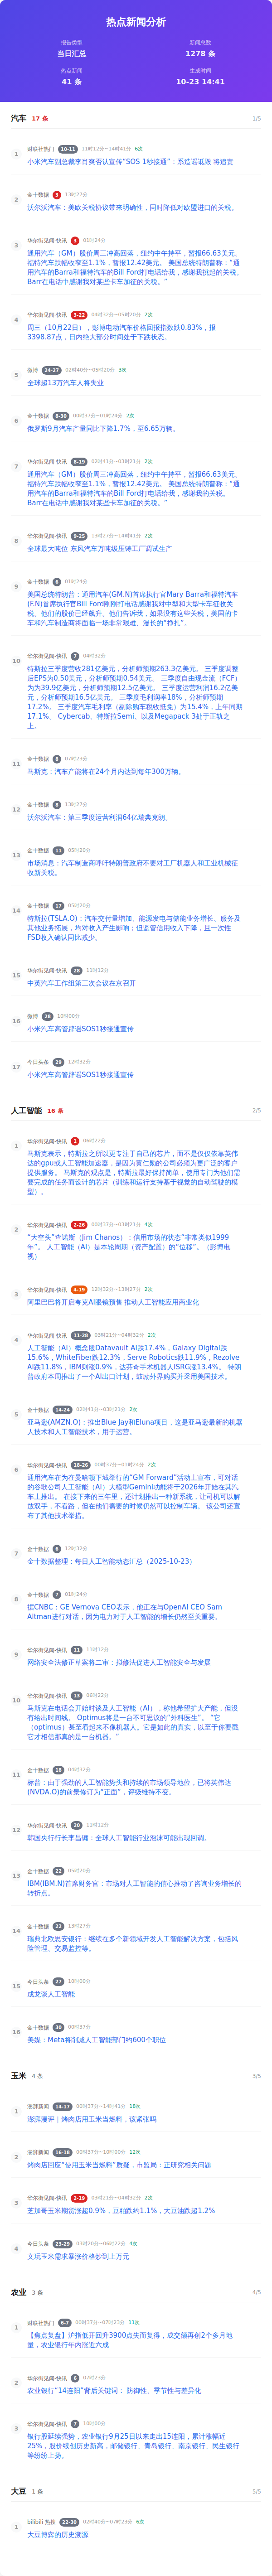 热点新闻分析
报告类型
新闻总数
当日汇总
1278 条
热点新闻
生成时间
41 条
10-23 14:41
汽车 17 条 1/5
1
财联社热门 10-11 11时12分~14时41分 6次
小米汽车副总裁李肖爽否认宣传“SOS 1秒接通”：系造谣诋毁 将追责
2
金十数据 3 13时27分
沃尔沃汽车：美欧关税协议带来明确性，同时降低对欧盟进口的关税。
3
华尔街见闻-快讯 3 01时24分
通用汽车（GM）股价周三冲高回落，纽约中午持平，暂报66.63美元。
福特汽车跌幅收窄至1.1%，暂报12.42美元。 美国总统特朗普称：“通
用汽车的Barra和福特汽车的Bill Ford打电话给我，感谢我挑起的关税。
Barr在电话中感谢我对某些卡车加征的关税。”
4
华尔街见闻-快讯 3-22 04时32分~05时20分 2次
周三（10月22日），彭博电动汽车价格回报指数跌0.83%，报
3398.87点，日内绝大部分时间处于下跌状态。
5
微博 24-27 02时40分~05时20分 3次
全球超13万汽车人将失业
6
金十数据 8-30 00时37分~01时24分 2次
俄罗斯9月汽车产量同比下降1.7%，至6.65万辆。
7
华尔街见闻-快讯 8-19 02时41分~03时21分 2次
通用汽车（GM）股价周三冲高回落，纽约中午持平，暂报66.63美元。
福特汽车跌幅收窄至1.1%，暂报12.42美元。 美国总统特朗普称：“通
用汽车的Barra和福特汽车的Bill Ford打电话给我，感谢我的关税。
Barr在电话中感谢我对某些卡车加征的关税。”
8
华尔街见闻-快讯 9-25 13时27分~14时41分 2次
全球最大吨位 东风汽车万吨级压铸工厂调试生产
9
金十数据 6 01时24分
美国总统特朗普：通用汽车(GM.N)首席执行官Mary Barra和福特汽车
(F.N)首席执行官Bill Ford刚刚打电话感谢我对中型和大型卡车征收关
税。他们的股价已经飙升。他们告诉我，如果没有这些关税，美国的卡
车和汽车制造商将面临一场非常艰难、漫长的“挣扎”。
10
华尔街见闻-快讯 7 04时32分
特斯拉三季度营收281亿美元，分析师预期263.3亿美元。 三季度调整
后EPS为0.50美元，分析师预期0.54美元。 三季度自由现金流（FCF）
为为39.9亿美元，分析师预期12.5亿美元。 三季度运营利润16.2亿美
元，分析师预期16.5亿美元。 三季度毛利润率18%，分析师预期
17.2%。 三季度汽车毛利率（剔除购车税收抵免）为15.4%，上年同期
17.1%。 Cybercab、特斯拉Semi、以及Megapack 3处于正轨之
上。
11
金十数据 8 07时23分
马斯克：汽车产能将在24个月内达到每年300万辆。
12
金十数据 8 13时27分
沃尔沃汽车：第三季度运营利润64亿瑞典克朗。
13
金十数据 11 05时20分
市场消息：汽车制造商呼吁特朗普政府不要对工厂机器人和工业机械征
收新关税。
14
金十数据 17 05时20分
特斯拉(TSLA.O)：汽车交付量增加、能源发电与储能业务增长、服务及
其他业务拓展，均对收入产生影响；但监管信用收入下降，且一次性
FSD收入确认同比减少。
15
华尔街见闻-快讯 28 11时12分
中英汽车工作组第三次会议在京召开
16
微博 28 10时00分
小米汽车高管辟谣SOS1秒接通宣传
17
今日头条 29 12时32分
小米汽车高管辟谣SOS1秒接通宣传
人工智能 16 条 2/5
1
华尔街见闻-快讯 1 06时22分
马斯克表示，特斯拉之所以更专注于自己的芯片，而不是仅仅依靠英伟
达的gpu或人工智能加速器，是因为黄仁勋的公司必须为更广泛的客户
提供服务。 马斯克的观点是，特斯拉最好保持简单，使用专门为他们需
要完成的任务而设计的芯片（训练和运行支持基于视觉的自动驾驶的模
型）。
2
华尔街见闻-快讯 2-26 00时37分~03时21分 4次
“大空头”查诺斯（Jim Chanos）：信用市场的状态“非常类似1999
年”。 人工智能（AI）是本轮周期（资产配置）的“位移”。（彭博电
视）
3
华尔街见闻-快讯 4-19 12时32分~13时27分 2次
阿里巴巴将开启夸克AI眼镜预售 推动人工智能应用商业化
4
华尔街见闻-快讯 11-28 03时21分~04时32分 2次
人工智能（AI）概念股Datavault AI跌17.4%，Galaxy Digital跌
15.6%，WhiteFiber跌12.3%，Serve Robotics跌11.9%，Rezolve
AI跌11.8%，IBM则涨0.9%，达芬奇手术机器人ISRG涨13.4%。 特朗
普政府本周推出了一个AI出口计划，鼓励外界购买并采用美国技术。
5
金十数据 14-24 02时41分~03时21分 2次
亚马逊(AMZN.O)：推出Blue Jay和Eluna项目，这是亚马逊最新的机器
人技术和人工智能技术，用于运营。
6
华尔街见闻-快讯 18-26 00时37分~01时24分 2次
通用汽车在为在曼哈顿下城举行的“GM Forward”活动上宣布，可对话
的谷歌公司人工智能（AI）大模型Gemini功能将于2026年开始在其汽
车上推出。 在接下来的三年里，还计划推出一种新系统，让司机可以解
放双手，不看路，但在他们需要的时候仍然可以控制车辆。 该公司还宣
布了其他技术举措。
7
金十数据 8 12时32分
金十数据整理：每日人工智能动态汇总（2025-10-23）
8
金十数据 7 01时24分
据CNBC：GE Vernova CEO表示，他正在与OpenAI CEO Sam
Altman进行对话，因为电力对于人工智能的增长仍然至关重要。
9
华尔街见闻-快讯 11 11时12分
网络安全法修正草案将二审：拟修法促进人工智能安全与发展
10
华尔街见闻-快讯 13 06时22分
马斯克在电话会开始时谈及人工智能（AI），称他希望扩大产能，但没
有给出时间线。 Optimus将是一台不可思议的“外科医生”。 “它
（optimus）甚至看起来不像机器人。它是如此的真实，以至于你要戳
它才相信那真的是一台机器。”
11
华尔街见闻-快讯 18 04时32分
标普：由于强劲的人工智能势头和持续的市场领导地位，已将英伟达
(NVDA.O)的前景修订为“正面”，评级维持不变。
12
华尔街见闻-快讯 20 11时12分
韩国央行行长李昌镛：全球人工智能行业泡沫可能出现回调。
13
金十数据 22 05时20分
IBM(IBM.N)首席财务官：市场对人工智能的信心推动了咨询业务增长的
转折点。
14
金十数据 22 13时27分
瑞典北欧思安银行：继续在多个新领域开发人工智能解决方案，包括风
险管理、交易监控等。
15
今日头条 27 10时00分
成龙谈人工智能
16
金十数据 30 00时37分
美媒：Meta将削减人工智能部门约600个职位
玉米 4 条 3/5
1
澎湃新闻 14-17 00时37分~14时41分 18次
澎湃漫评｜烤肉店用玉米当燃料，该紧张吗
2
澎湃新闻 16-18 00时37分~10时00分 12次
烤肉店回应“使用玉米当燃料”质疑，市监局：正研究相关问题
3
华尔街见闻-快讯 2-19 03时21分~04时32分 2次
芝加哥玉米期货涨超0.9%，豆粕跌约1.1%，大豆油跌超1.2%
4
今日头条 23-29 03时20分~06时22分 4次
文玩玉米需求暴涨价格炒到上万元
农业 3 条 4/5
1
财联社热门 6-7 00时37分~07时23分 11次
【焦点复盘】沪指低开回升3900点失而复得，成交额再创2个多月地
量，农业银行年内涨近六成
2
华尔街见闻-快讯 6 07时23分
农业银行“14连阳”背后关键词： 防御性、季节性与差异化
3
华尔街见闻-快讯 7 10时00分
银行股延续强势，农业银行9月25日以来走出15连阳，累计涨幅近
25%，股价续创历史新高，邮储银行、青岛银行、南京银行、民生银行
等纷纷上扬。
大豆 1 条 5/5
1
bilibili 热搜 22-30 02时40分~07时23分 6次
大豆博弈的历史溯源